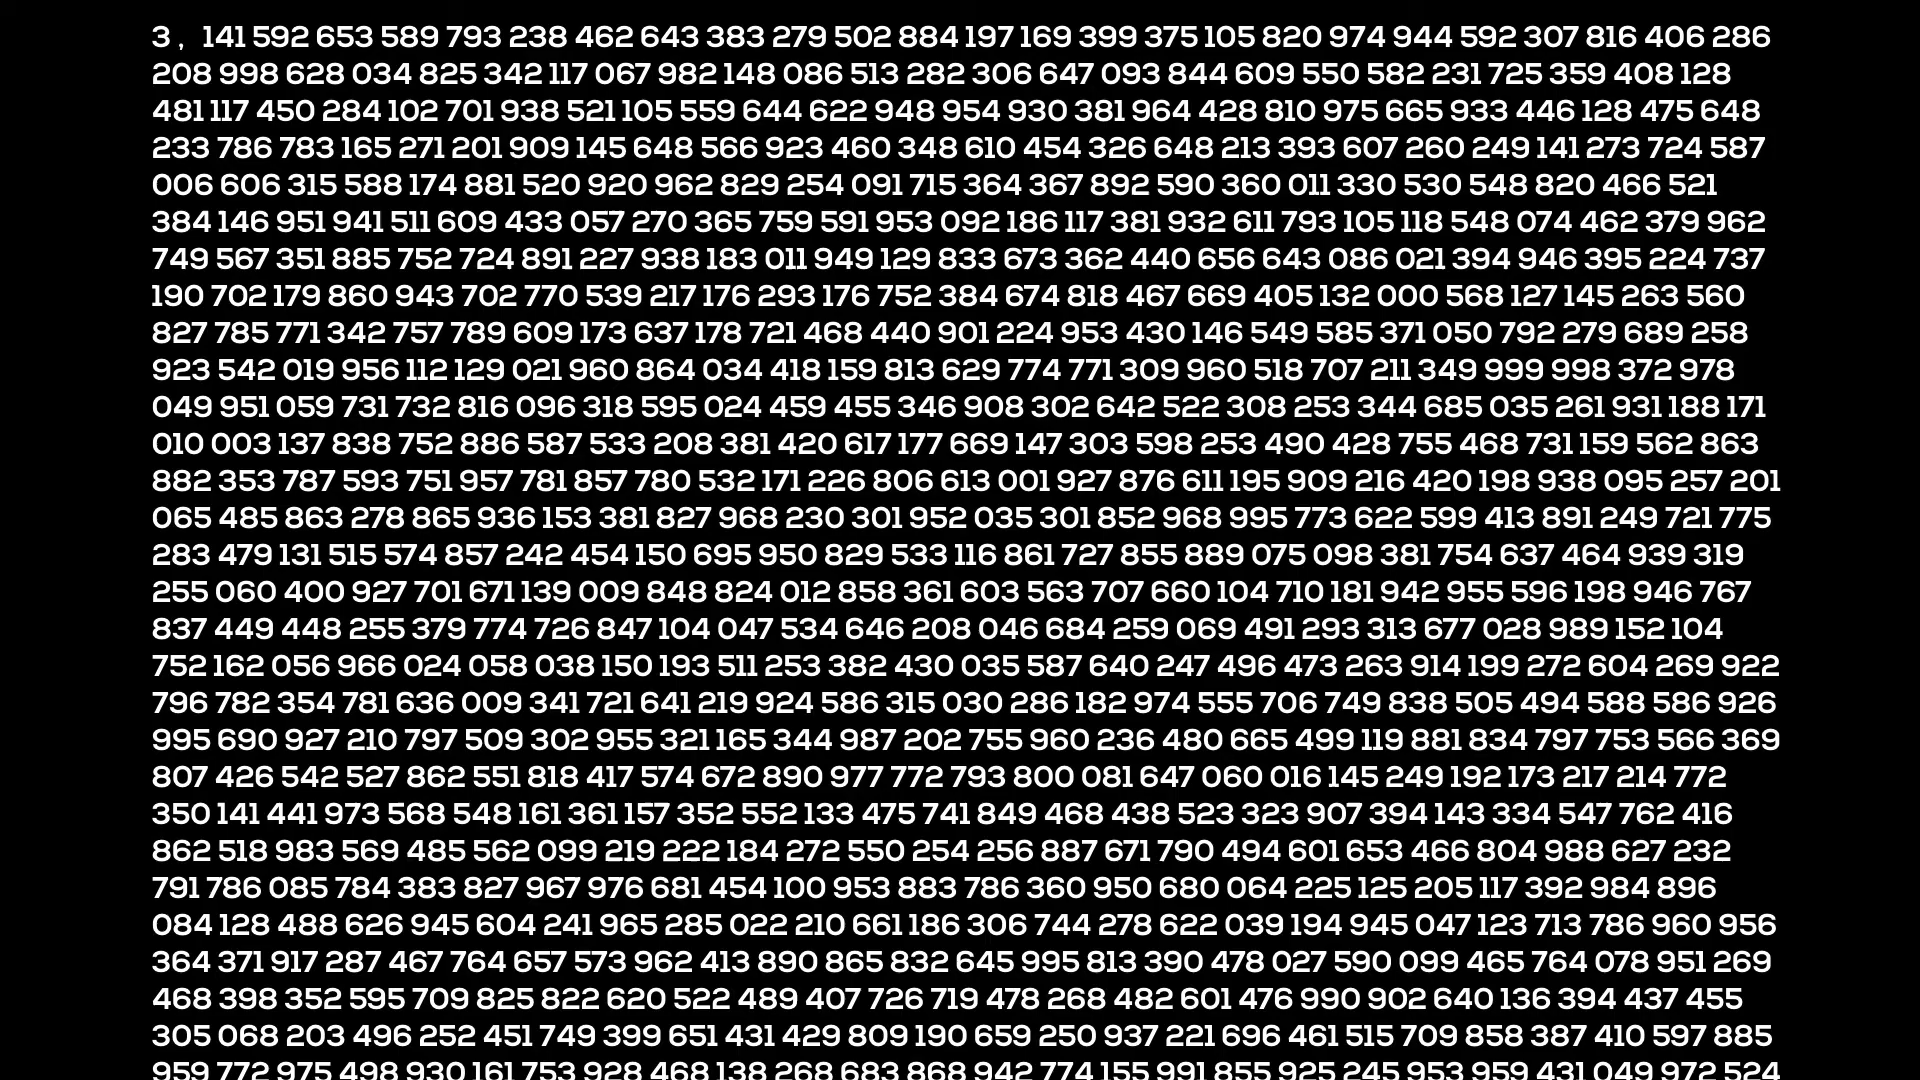 3, 141 592 653 589 793 238 462 643 383 279 502 884 197 169 399 375 105 820 974 944 592 307 816 406 286
208 998 628 034 825 342 117 067 982 148 086 513 282 306 647 093 844 609 550 582 231 725 359 408 128
481 117 450 284 102 701 938 521 105 559 644 622 948 954 930 381 964 428 810 975 665 933 446 128 475 648
233 786 783 165 271 201 909 145 648 566 923 460 348 610 454 326 648 213 393 607 260 249 141 273 724 587
006 606 315 588 174 881 520 920 962 829 254 091 715 364 367 892 590 360 011 330 530 548 820 466 521
384 146 951 941 511 609 433 057 270 365 759 591 953 092 186 117 381 932 611 793 105 118 548 074 462 379 962
749 567 351 885 752 724 891 227 938 183 011 949 129 833 673 362 440 656 643 086 021 394 946 395 224 737
190 702 179 860 943 702 770 539 217 176 293 176 752 384 674 818 467 669 405 132 000 568 127 145 263 560
827 785 771 342 757 789 609 173 637 178 721 468 440 901 224 953 430 146 549 585 371 050 792 279 689 258
923 542 019 956 112 129 021 960 864 034 418 159 813 629 774 771 309 960 518 707 211 349 999 998 372 978
049 951 059 731 732 816 096 318 595 024 459 455 346 908 302 642 522 308 253 344 685 035 261 931 188 171
010 003 137 838 752 886 587 533 208 381 420 617 177 669 147 303 598 253 490 428 755 468 731 159 562 863
882 353 787 593 751 957 781 857 780 532 171 226 806 613 001 927 876 611 195 909 216 420 198 938 095 257 201
065 485 863 278 865 936 153 381 827 968 230 301 952 035 301 852 968 995 773 622 599 413 891 249 721 775
283 479 131 515 574 857 242 454 150 695 950 829 533 116 861 727 855 889 075 098 381 754 637 464 939 319
255 060 400 927 701 671 139 009 848 824 012 858 361 603 563 707 660 104 710 181 942 955 596 198 946 767
837 449 448 255 379 774 726 847 104 047 534 646 208 046 684 259 069 491 293 313 677 028 989 152 104
752 162 056 966 024 058 038 150 193 511 253 382 430 035 587 640 247 496 473 263 914 199 272 604 269 922
796 782 354 781 636 009 341 721 641 219 924 586 315 030 286 182 974 555 706 749 838 505 494 588 586 926
995 690 927 210 797 509 302 955 321 165 344 987 202 755 960 236 480 665 499 119 881 834 797 753 566 369
807 426 542 527 862 551 818 417 574 672 890 977 772 793 800 081 647 060 016 145 249 192 173 217 214 772
350 141 441 973 568 548 161 361 157 352 552 133 475 741 849 468 438 523 323 907 394 143 334 547 762 416
862 518 983 569 485 562 099 219 222 184 272 550 254 256 887 671 790 494 601 653 466 804 988 627 232
791 786 085 784 383 827 967 976 681 454 100 953 883 786 360 950 680 064 225 125 205 117 392 984 896
084 128 488 626 945 604 241 965 285 022 210 661 186 306 744 278 622 039 194 945 047 123 713 786 960 956
364 371 917 287 467 764 657 573 962 413 890 865 832 645 995 813 390 478 027 590 099 465 764 078 951 269
468 398 352 595 709 825 822 620 522 489 407 726 719 478 268 482 601 476 990 902 640 136 394 437 455
305 068 203 496 252 451 749 399 651 431 429 809 190 659 250 937 221 696 461 515 709 858 387 410 597 885
959 772 975 498 930 161 753 928 468 138 268 683 868 942 774 155 991 855 925 245 953 959 431 049 972 524